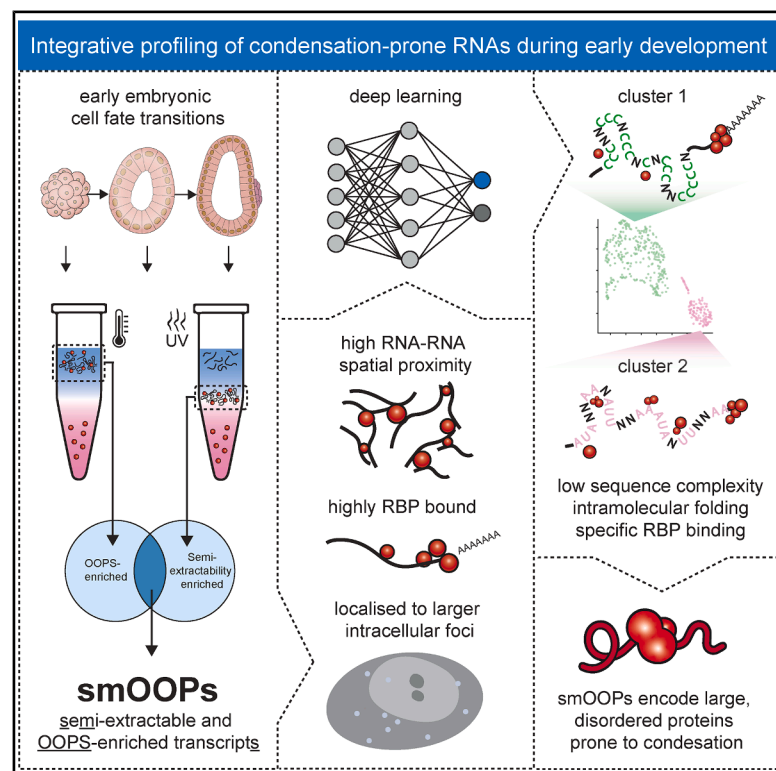 Integrative profiling of condensation-prone RNAs during early development
early embryonic
cell fate transitions
UV
OOPS-
enriched
Semi-
extractability
enriched
smOOPs
semi-extractable and
OOPS-enriched transcripts
deep learning
high RNA-RNA
spatial proximity
highly RBP bound
AAAAAAA
localised to larger
intracellular foci
cluster 1
AAAAAAA
cluster 2
low sequence complexity
intramolecular folding
specific RBP binding
smOOPs encode large,
disordered proteins
prone to condesation